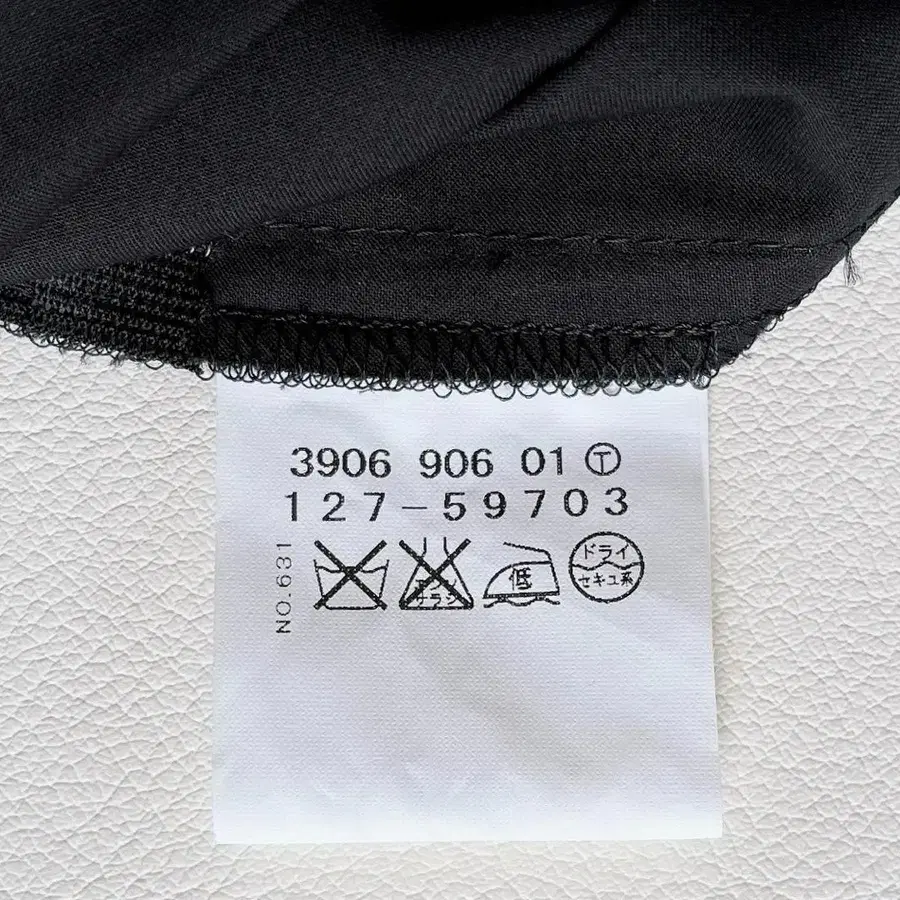 3906 906 01 Ⓣ
127-59703
NO.631
エンソ
サラシ
低
ドライ
セキユ系